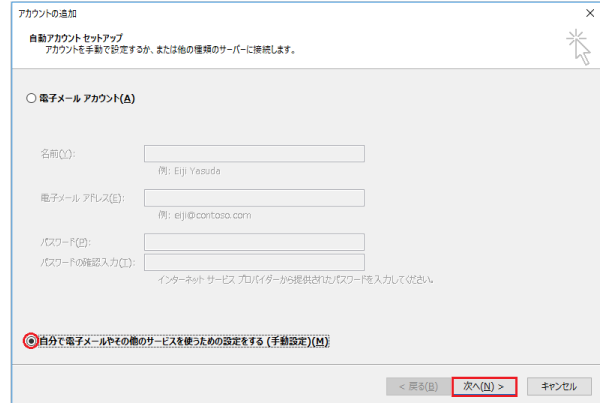 アカウントの追加
自動アカウント セットアップ
アカウントを手動で設定するか、または他の種類のサーバーに接続します。
電子メール アカウント(A)
名前(Y):
例: Eiji Yasuda
電子メール アドレス(E):
例: eiji@contoso.com
パスワード(P):
パスワードの確認入力(T):
インターネット サービス プロバイダーから提供されたパスワードを入力してください。
自分で電子メールやその他のサービスを使うための設定をする (手動設定)(M)
< 戻る(B) 次へ(N) > キャンセル